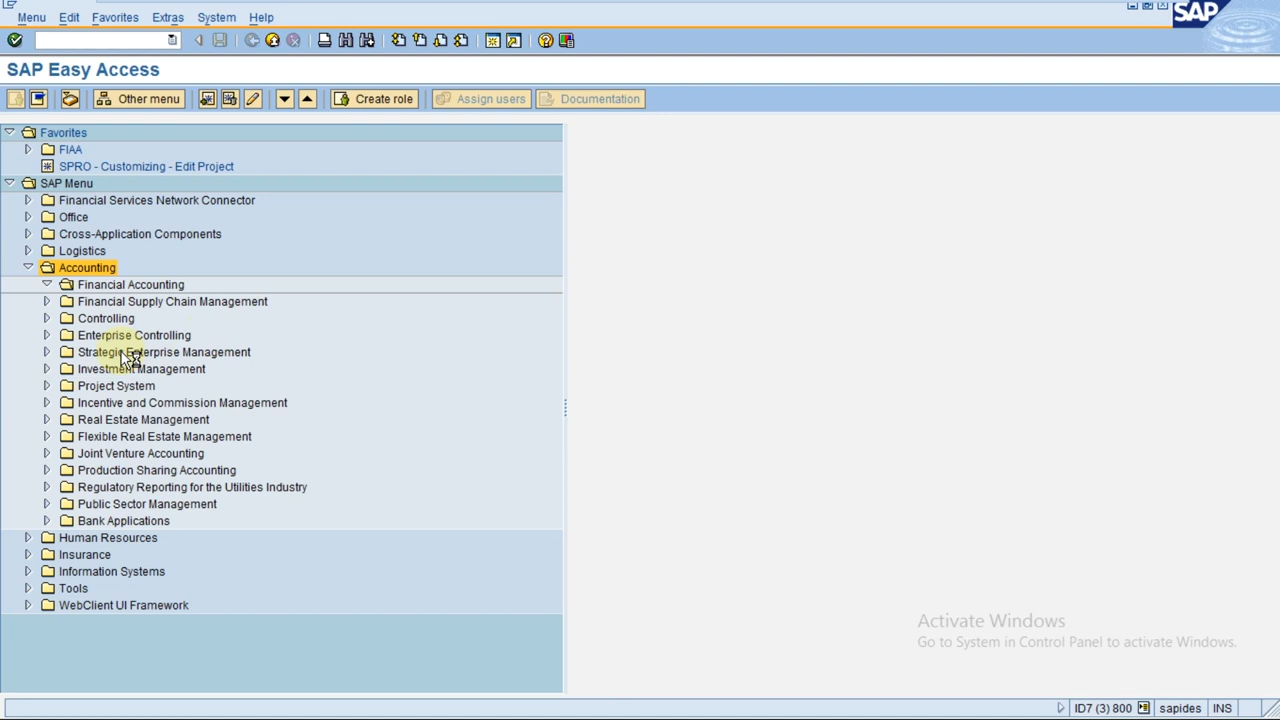 Menu Edit Favorites Extras System Help
SAP
SAP Easy Access
Other menu Create role Assign users Documentation
Favorites
FIAA
SPRO - Customizing - Edit Project
SAP Menu
Financial Services Network Connector
Office
Cross-Application Components
Logistics
Accounting
Financial Accounting
Financial Supply Chain Management
Controlling
Enterprise Controlling
Strategic Enterprise Management
Investment Management
Project System
Incentive and Commission Management
Real Estate Management
Flexible Real Estate Management
Joint Venture Accounting
Production Sharing Accounting
Regulatory Reporting for the Utilities Industry
Public Sector Management
Bank Applications
Human Resources
Insurance
Information Systems
Tools
WebClient UI Framework
Activate Windows
Go to System in Control Panel to activate Windows.
ID7 (3) 800 sapides INS